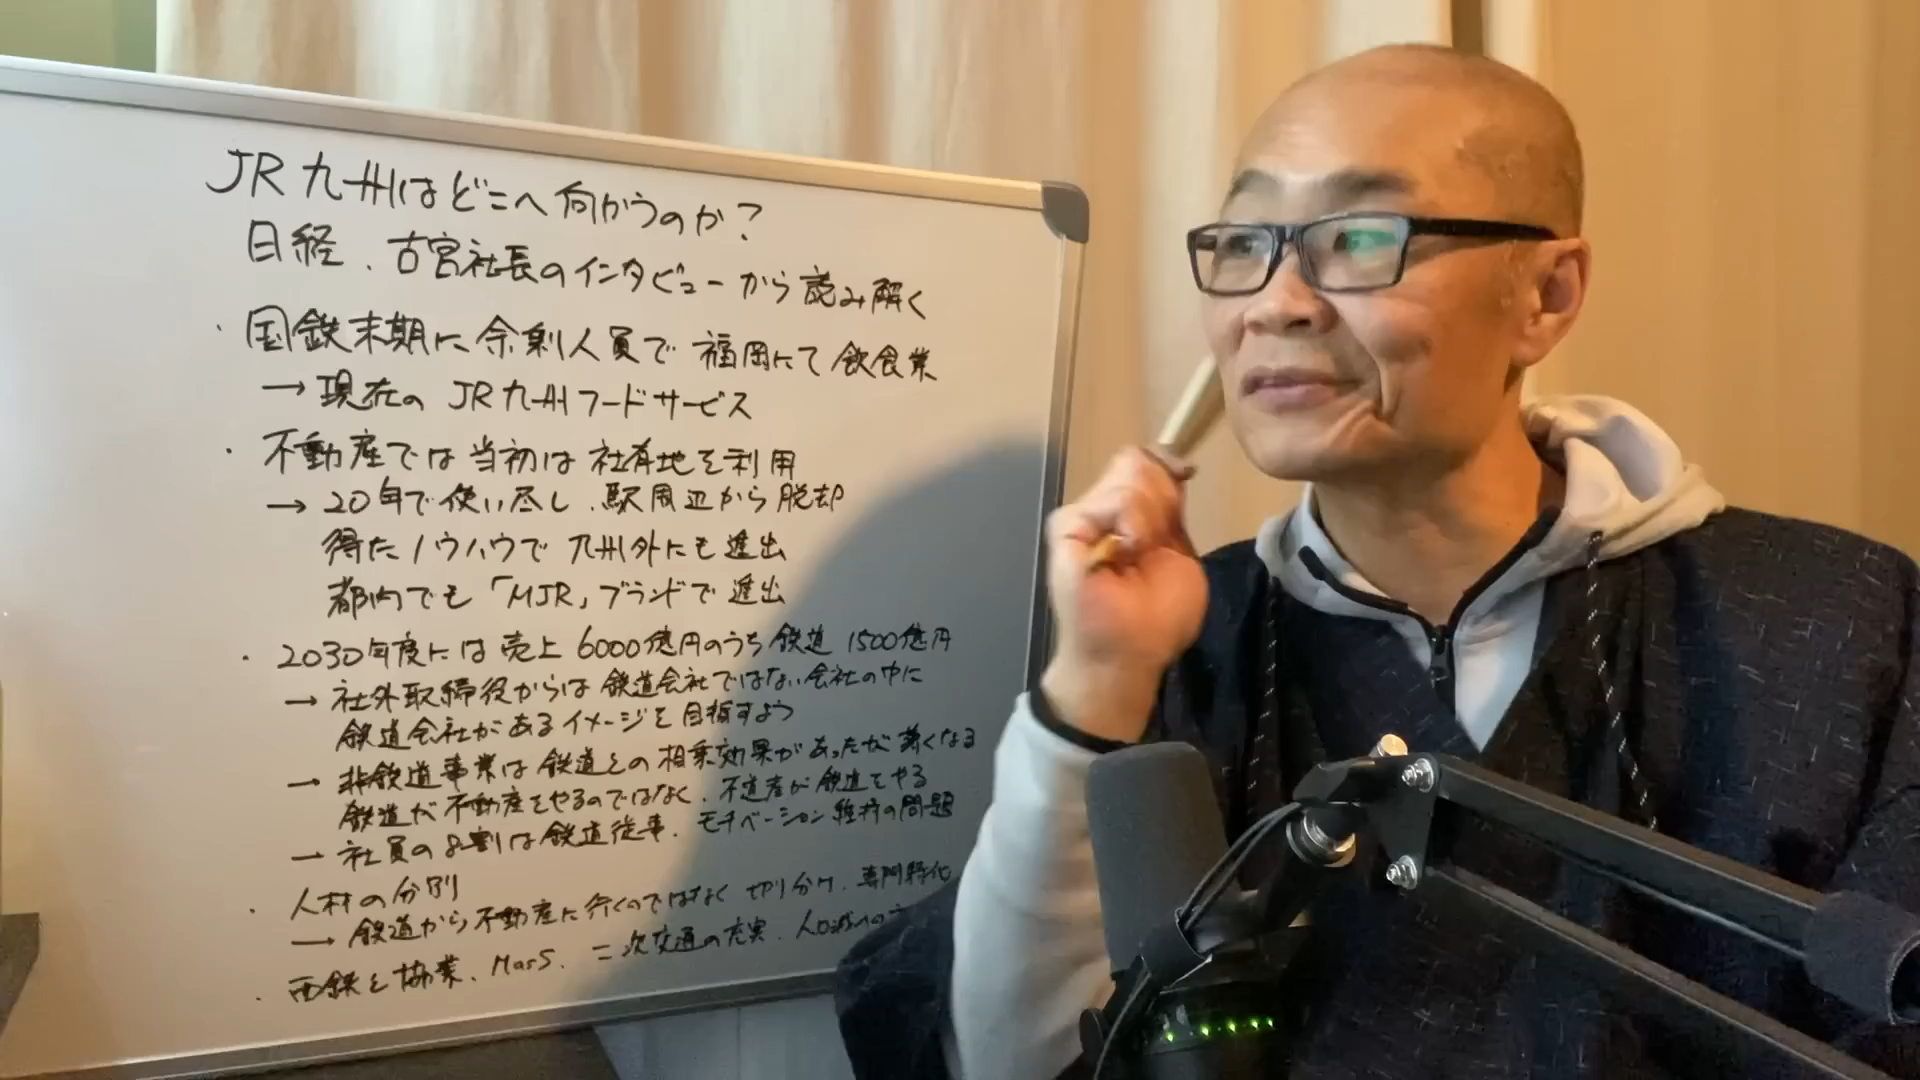 JR九州はどこへ向かうのか?
日経、古宮社長のインタビューから読み解く
・国鉄末期に余剰人員で福岡にて飲食業
→現在のJR九州フードサービス
・不動産では当初は社有地を利用
→20年で使い尽し、駅周辺から脱却
得たノウハウで九州外にも進出
都内でも「MJR」ブランドで進出
・2030年度には売上6000億円のうち鉄道1500億円
→社外取締役からは鉄道会社ではない会社の中に
鉄道会社があるイメージを目指すよう
→非鉄道事業は鉄道との相乗効果があったが薄くなる
鉄道が不動産をやるのではなく、不道産が鉄道をやる
→社員の8割は鉄道従事、モチベーション維持の問題
・人材の分別
→鉄道から不動産に行くのではなく切り分け、専門特化
・西鉄と協業、MaaS、二次交通の充実、人口減への